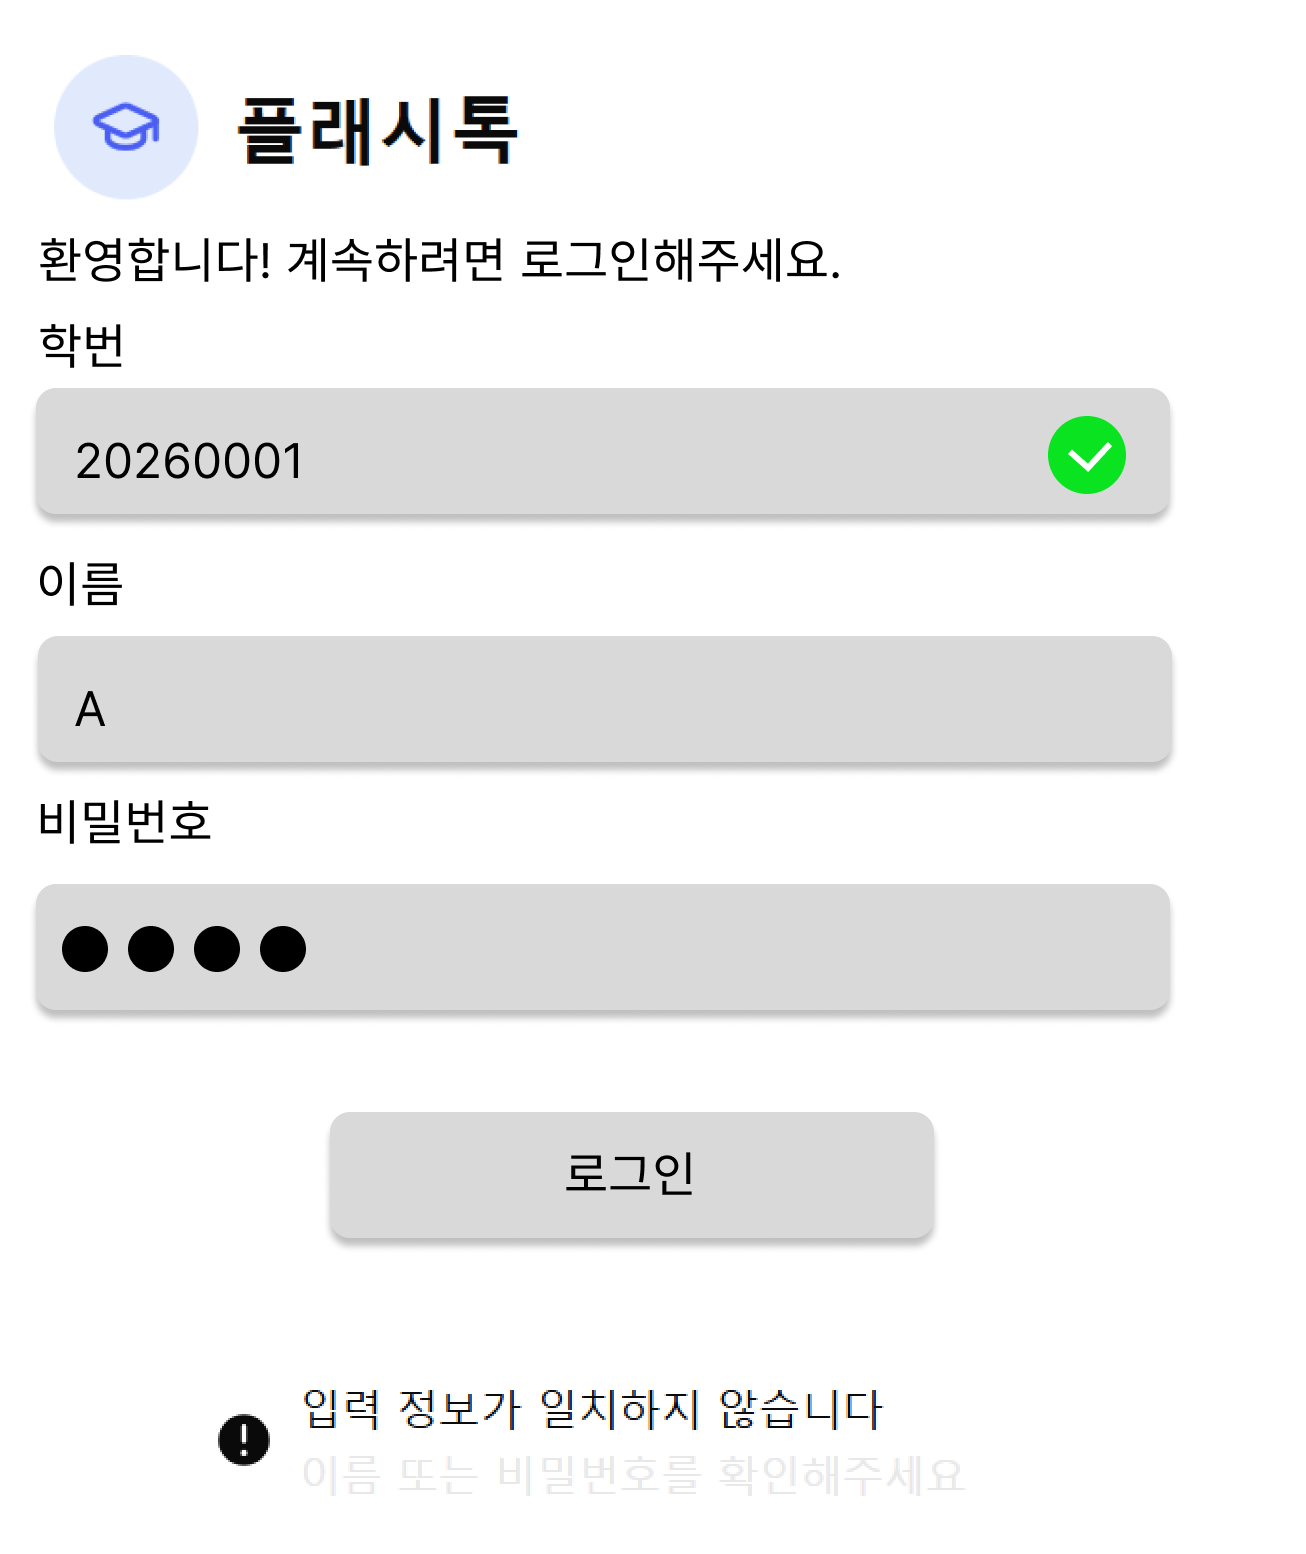 플래시톡
환영합니다! 계속하려면 로그인해주세요.
학번
20260001
이름
A
비밀번호
로그인
입력 정보가 일치하지 않습니다
이름 또는 비밀번호를 확인해주세요